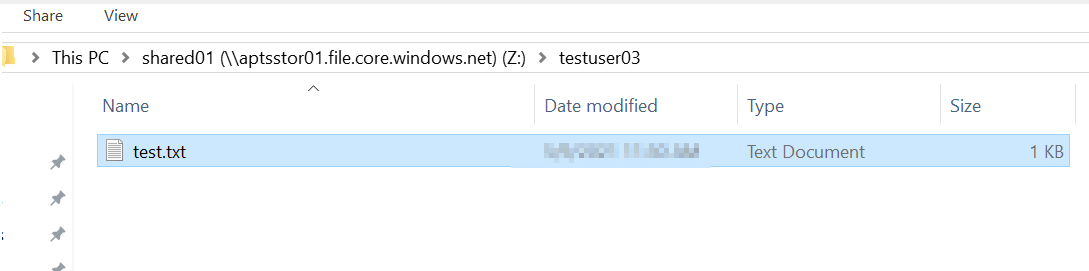 Share View
This PC > shared01 (\\aptsstor01.file.core.windows.net) (Z:) > testuser03
Name Date modified Type Size
test.txt Text Document 1 KB